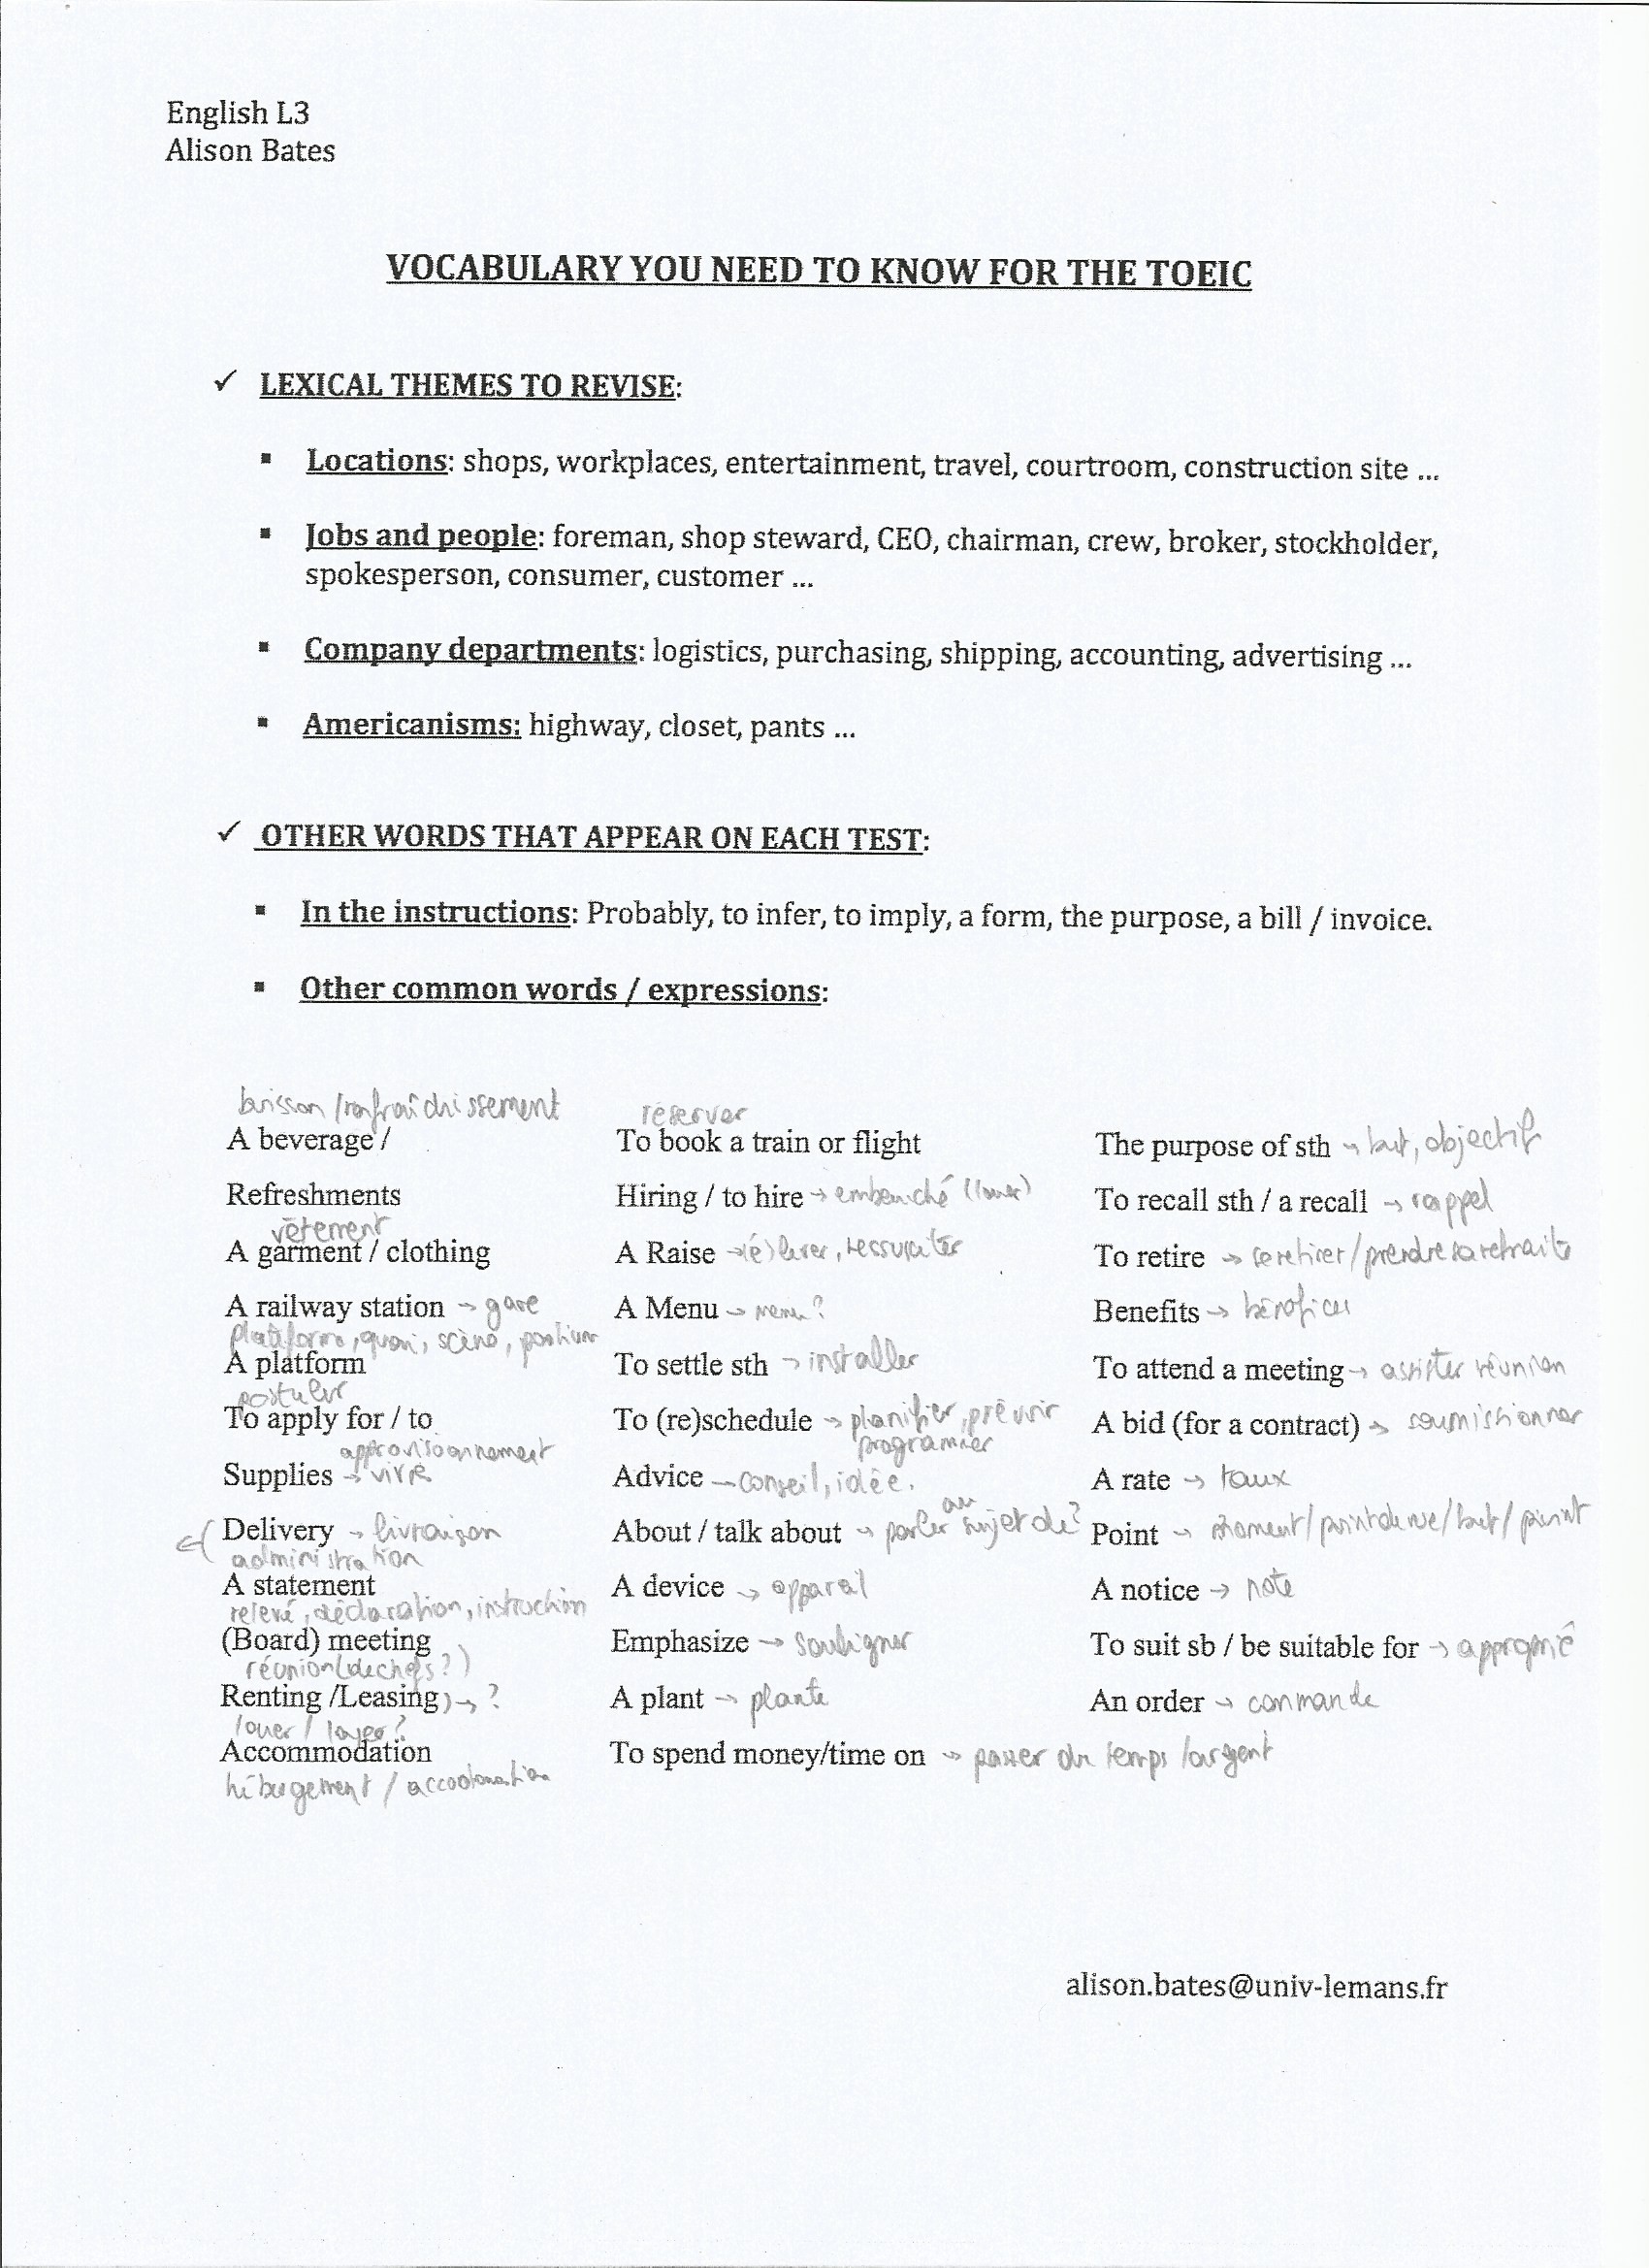 English L3
Alison Bates
VOCABULARY YOU NEED TO KNOW FOR THE TOEIC
✓ LEXICAL THEMES TO REVISE:
▪ Locations: shops, workplaces, entertainment, travel, courtroom, construction site ...
▪ Jobs and people: foreman, shop steward, CEO, chairman, crew, broker, stockholder,
spokesperson, consumer, customer ...
▪ Company departments: logistics, purchasing, shipping, accounting, advertising ...
▪ Americanisms: highway, closet, pants ...
✓ OTHER WORDS THAT APPEAR ON EACH TEST:
▪ In the instructions: Probably, to infer, to imply, a form, the purpose, a bill / invoice.
▪ Other common words / expressions:
/rafraîchissement
A beverage /
Refreshments
vêtement
A garment / clothing
A railway station → gare
plateforme, quai, scène, podium
A platform
postuler
To apply for / to
approvisionnement
Supplies → vivre
Delivery → livraison
administration
A statement
relevé, déclaration, instruction
(Board) meeting
réunion (de chefs?)
Renting /Leasing) → ?
louer / loyer?
Accommodation
hébergement /
réserver
To book a train or flight
Hiring / to hire → embauché (louer)
A Raise → (é)lever, ressusciter
A Menu → menu?
To settle sth → installer
To (re)schedule → planifier, prévoir
programmer
Advice → conseil, idée.
About / talk about → parler au sujet de?
A device → appareil
Emphasize → souligner
A plant → plante
To spend money/time on → passer du temps /argent
The purpose of sth → but, objectif
To recall sth / a recall → rappel
To retire → se retirer/prendre sa retraite
Benefits → bénéfices
To attend a meeting → assister réunion
A bid (for a contract) → soumissionner
A rate → taux
Point → moment/point de vue/but/point
A notice → note
To suit sb / be suitable for → approprié
An order → commande
alison.bates@univ-lemans.fr